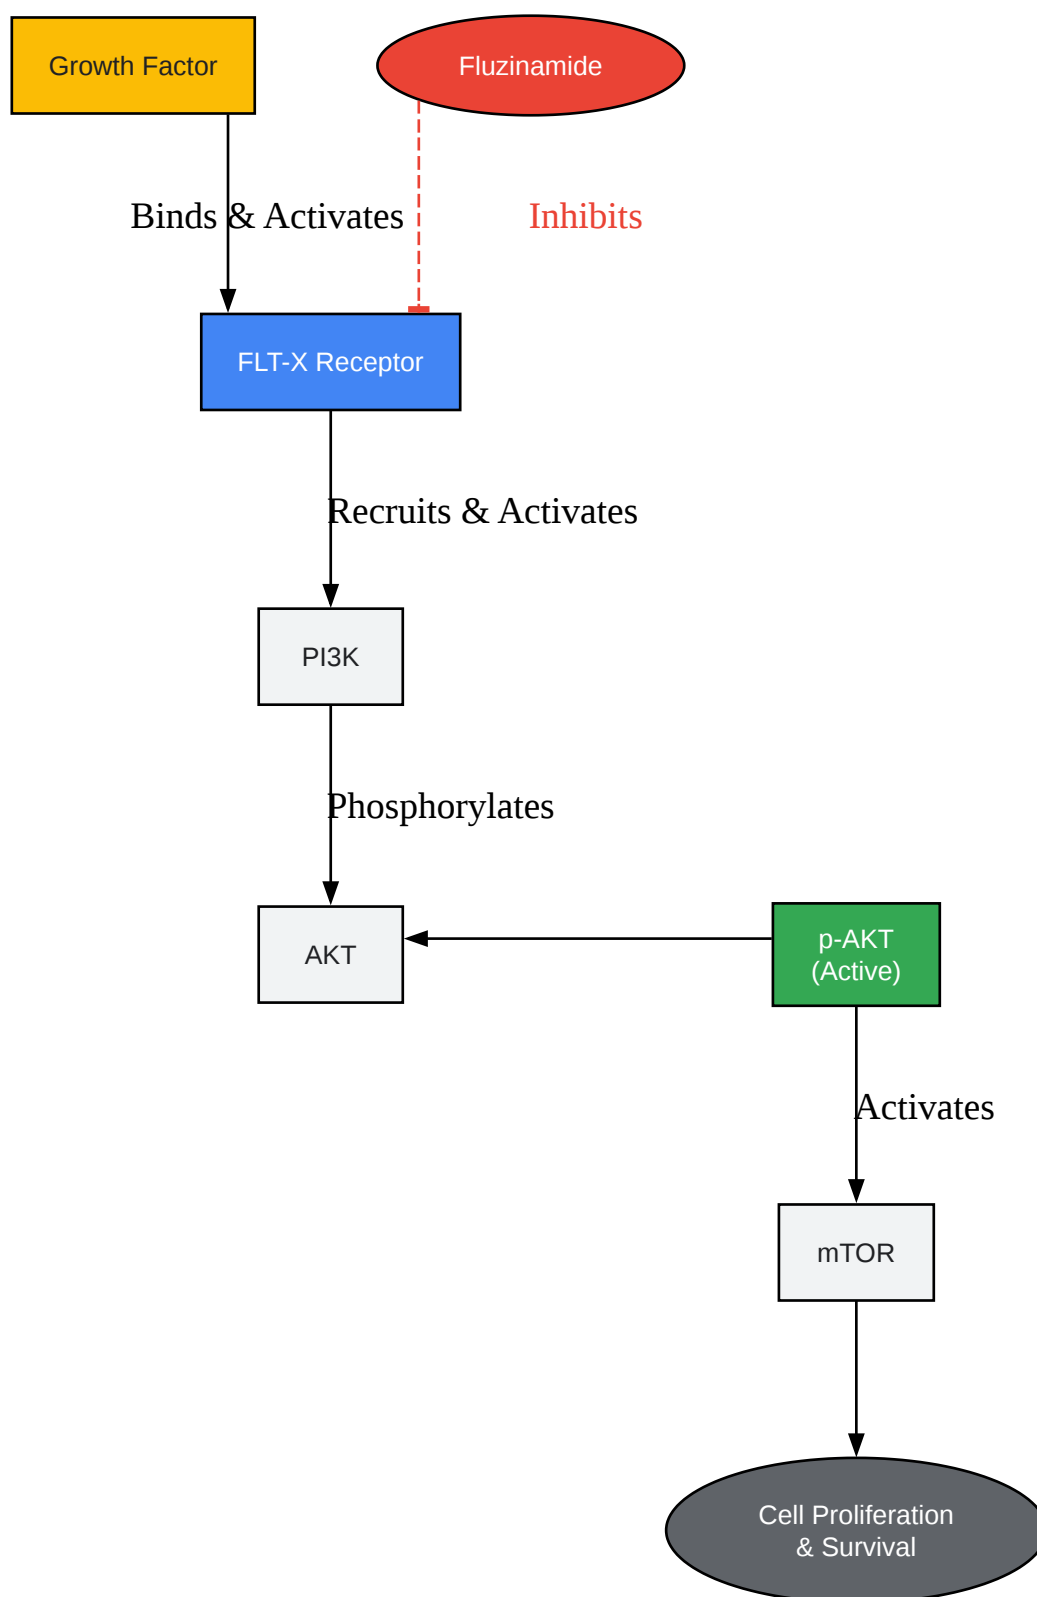 Growth Factor
Fluzinamide
Binds & Activates
Inhibits
FLT-X Receptor
Recruits & Activates
PI3K
Phosphorylates
AKT
p-AKT
(Active)
Activates
mTOR
Cell Proliferation
& Survival